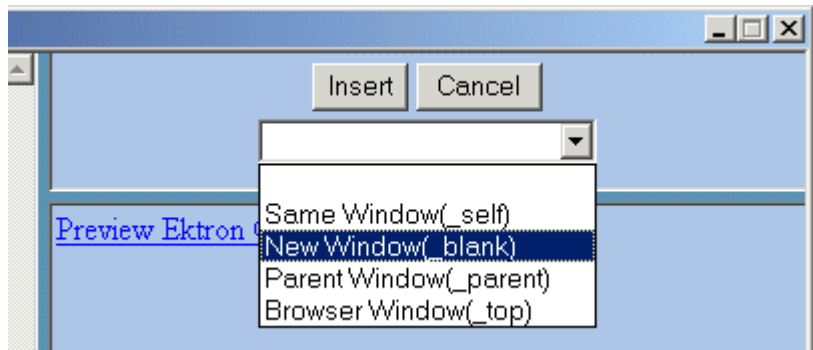 Insert Cancel
Same Window(_self)
Preview Ektron
New Window(_blank)
Parent Window(_parent)
Browser Window(_top)